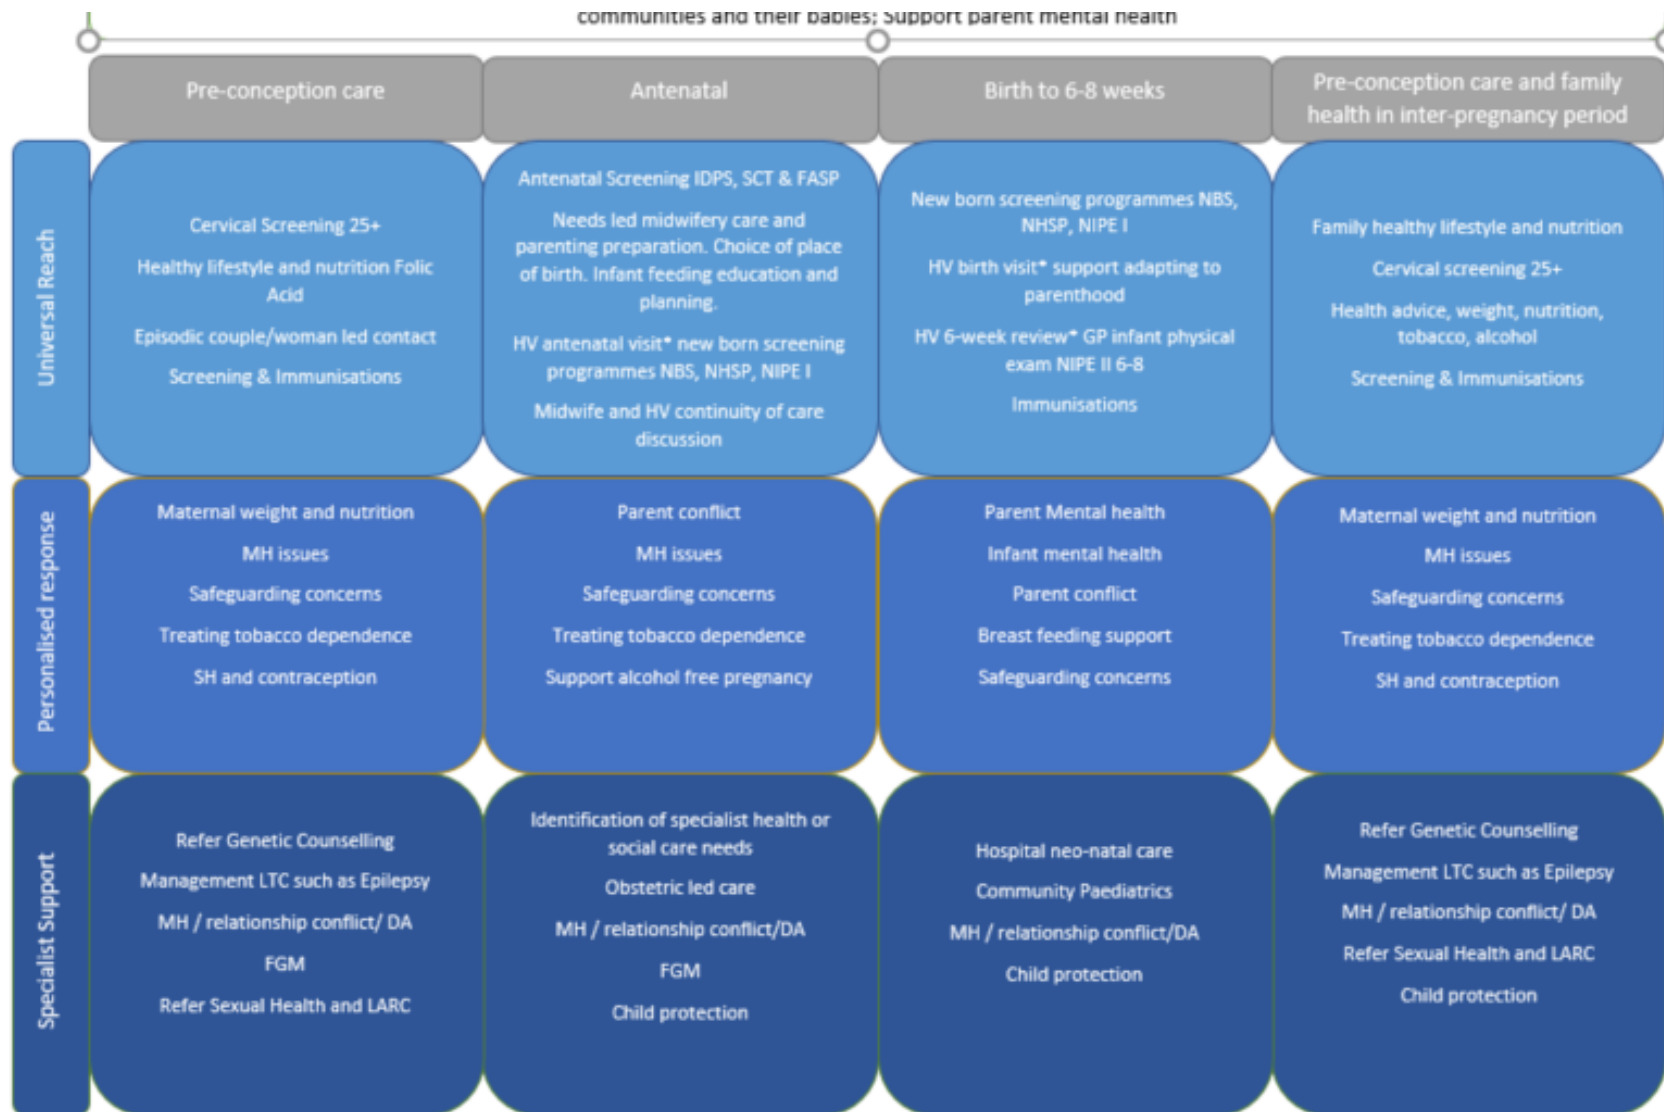 communities and their babies; Support parent mental health
Pre-conception care
Antenatal
Birth to 6-8 weeks
Pre-conception care and family
health in inter-pregnancy period
Universal Reach
Cervical Screening 25+
Healthy lifestyle and nutrition Folic
Acid
Episodic couple/woman led contact
Screening & Immunisations
Antenatal Screening IDPS, SCT & FASP
Needs led midwifery care and
parenting preparation. Choice of place
of birth. Infant feeding education and
planning.
HV antenatal visit* new born screening
programmes NBS, NHSP, NIPE I
Midwife and HV continuity of care
discussion
New born screening programmes NBS,
NHSP, NIPE I
HV birth visit* support adapting to
parenthood
HV 6-week review* GP infant physical
exam NIPE II 6-8
Immunisations
Family healthy lifestyle and nutrition
Cervical screening 25+
Health advice, weight, nutrition,
tobacco, alcohol
Screening & Immunisations
Personalised response
Maternal weight and nutrition
MH issues
Safeguarding concerns
Treating tobacco dependence
SH and contraception
Parent conflict
MH issues
Safeguarding concerns
Treating tobacco dependence
Support alcohol free pregnancy
Parent Mental health
Infant mental health
Parent conflict
Breast feeding support
Safeguarding concerns
Maternal weight and nutrition
MH issues
Safeguarding concerns
Treating tobacco dependence
SH and contraception
Specialist Support
Refer Genetic Counselling
Management LTC such as Epilepsy
MH / relationship conflict/ DA
FGM
Refer Sexual Health and LARC
Identification of specialist health or
social care needs
Obstetric led care
MH / relationship conflict/DA
FGM
Child protection
Hospital neo-natal care
Community Paediatrics
MH / relationship conflict/DA
Child protection
Refer Genetic Counselling
Management LTC such as Epilepsy
MH / relationship conflict/ DA
Refer Sexual Health and LARC
Child protection